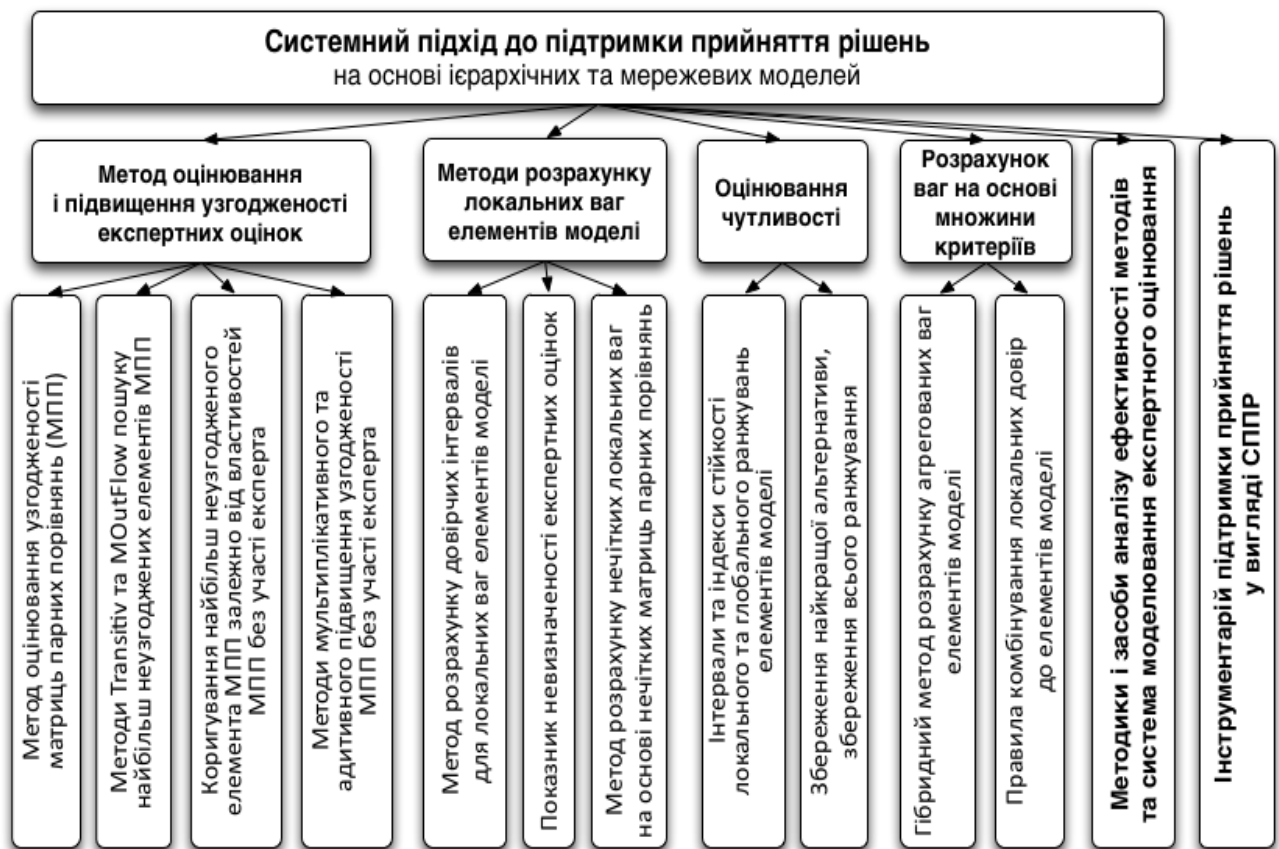 Системний підхід до підтримки прийняття рішень
на основі ієрархічних та мережевих моделей
Метод оцінювання
і підвищення узгодженості
експертних оцінок
Методи розрахунку
локальних ваг
елементів моделі
Оцінювання
чутливості
Розрахунок
ваг на основі
множини
критеріїв
Методики і засоби аналізу ефективності методів
та система моделювання експертного оцінювання
Інструментарій підтримки прийняття рішень
у вигляді СППР
Метод оцінювання узгодженості
матриць парних порівнянь (МПП)
Методи Transitiv та MOutFlow пошуку
найбільш неузгоджених елементів МПП
Коригування найбільш неузгодженого
елемента МПП залежно від властивостей
МПП без участі експерта
Методи мультиплікативного та
адитивного підвищення узгодженості
МПП без участі експерта
Метод розрахунку довірчих інтервалів
для локальних ваг елементів моделі
Показник невизначеності експертних оцінок
Метод розрахунку нечітких локальних ваг
на основі нечітких матриць парних порівнянь
Інтервали та індекси стійкості
локального та глобального ранжувань
елементів моделі
Збереження найкращої альтернативи,
збереження всього ранжування
Гібридний метод розрахунку агрегованих ваг
елементів моделі
Правила комбінування локальних довір
до елементів моделі